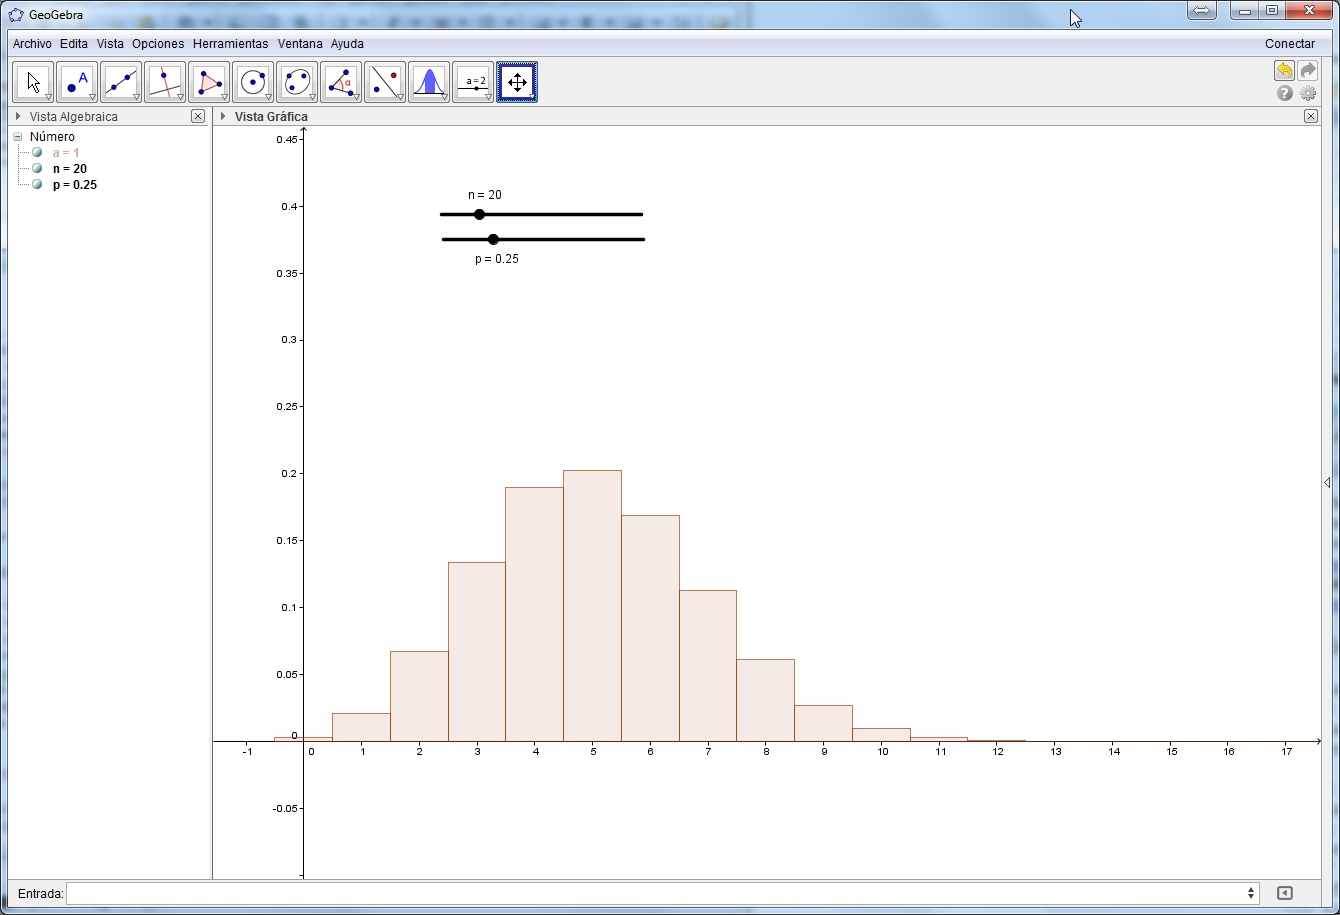 GeoGebra
Archivo Edita Vista Opciones Herramientas Ventana Ayuda Conectar
A α a = 2 ?
Vista Algebraica Vista Gráfica
Número
a = 1
n = 20
p = 0.25
n = 20
p = 0.25
0.45
0.4
0.35
0.3
0.25
0.2
0.15
0.1
0.05
0
-1 0 1 2 3 4 5 6 7 8 9 10 11 12 13 14 15 16 17
-0.05
Entrada: